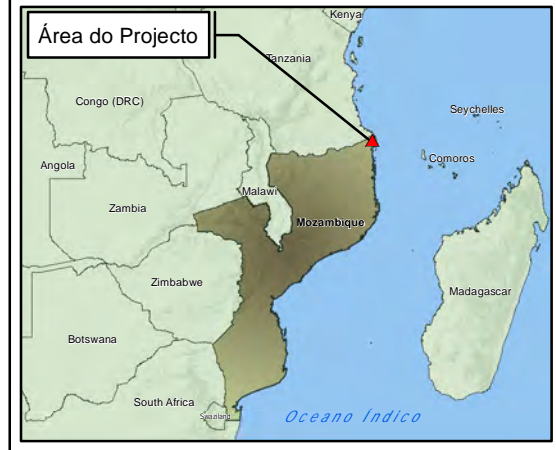 Kenya
Área do Projecto
Tanzania
Congo (DRC)
Seychelles
Angola
Comoros
Malawi
Zambia
Mozambique
Zimbabwe
Madagascar
Botswana
South Africa
Swaziland
Oceano Índico